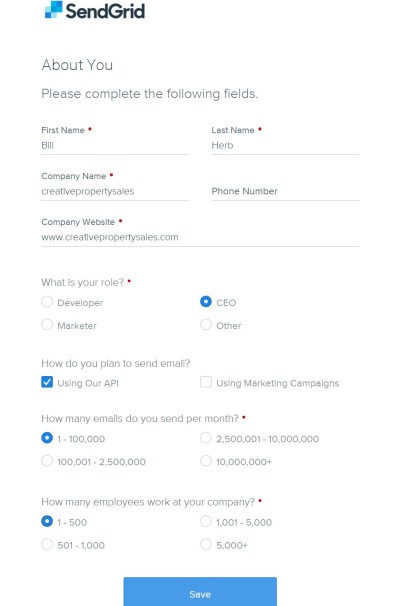 SendGrid
About You
Please complete the following fields.
First Name • Last Name •
Bill Herb
Company Name •
creativepropertysales Phone Number
Company Website •
www.creativepropertysales.com
What is your role? •
Developer CEO
Marketer Other
How do you plan to send email?
Using Our API Using Marketing Campaigns
How many emails do you send per month? •
1 - 100,000 2,500,001 - 10,000,000
100,001 - 2,500,000 10,000,000+
How many employees work at your company? •
1 - 500 1,001 - 5,000
501 - 1,000 5,000+
Save